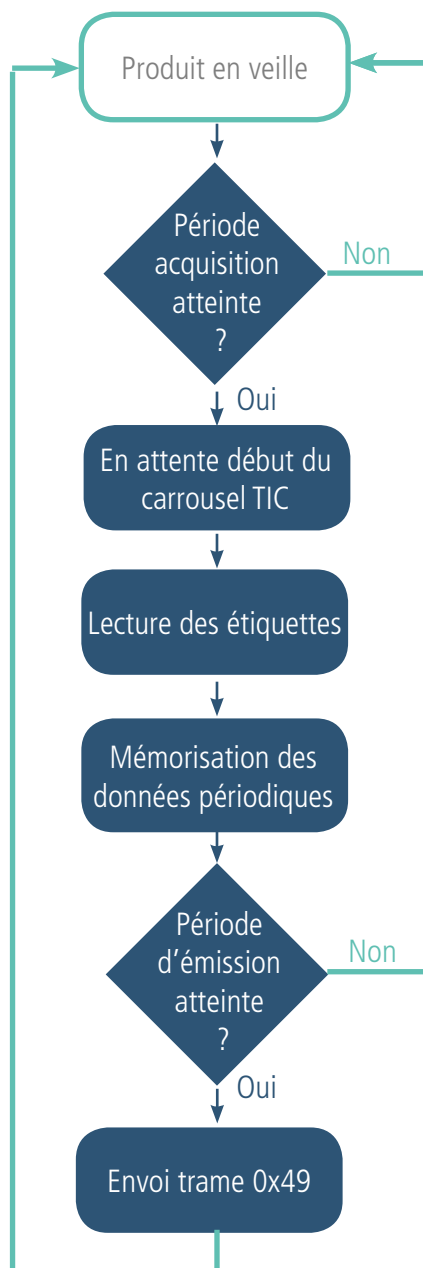 Produit en veille
Période
acquisition
atteinte
?
Non
Oui
En attente début du
carrousel TIC
Lecture des étiquettes
Mémorisation des
données périodiques
Période
d'émission
atteinte
?
Non
Oui
Envoi trame 0x49